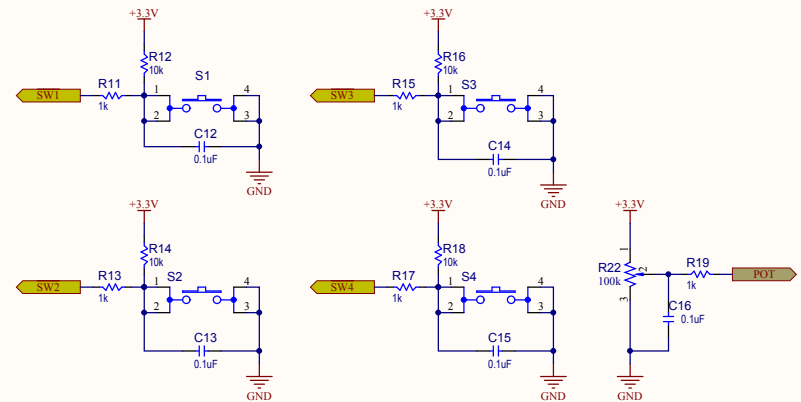 +3.3V
R12
10k
SW1
R11
1k
S1
1
2
4
3
C12
0.1uF
GND
+3.3V
R16
10k
SW3
R15
1k
S3
1
2
4
3
C14
0.1uF
GND
+3.3V
R14
10k
SW2
R13
1k
S2
1
2
4
3
C13
0.1uF
GND
+3.3V
R18
10k
SW4
R17
1k
S4
1
2
4
3
C15
0.1uF
GND
+3.3V
1
R22
100k
2
3
R19
1k
POT
C16
0.1uF
GND